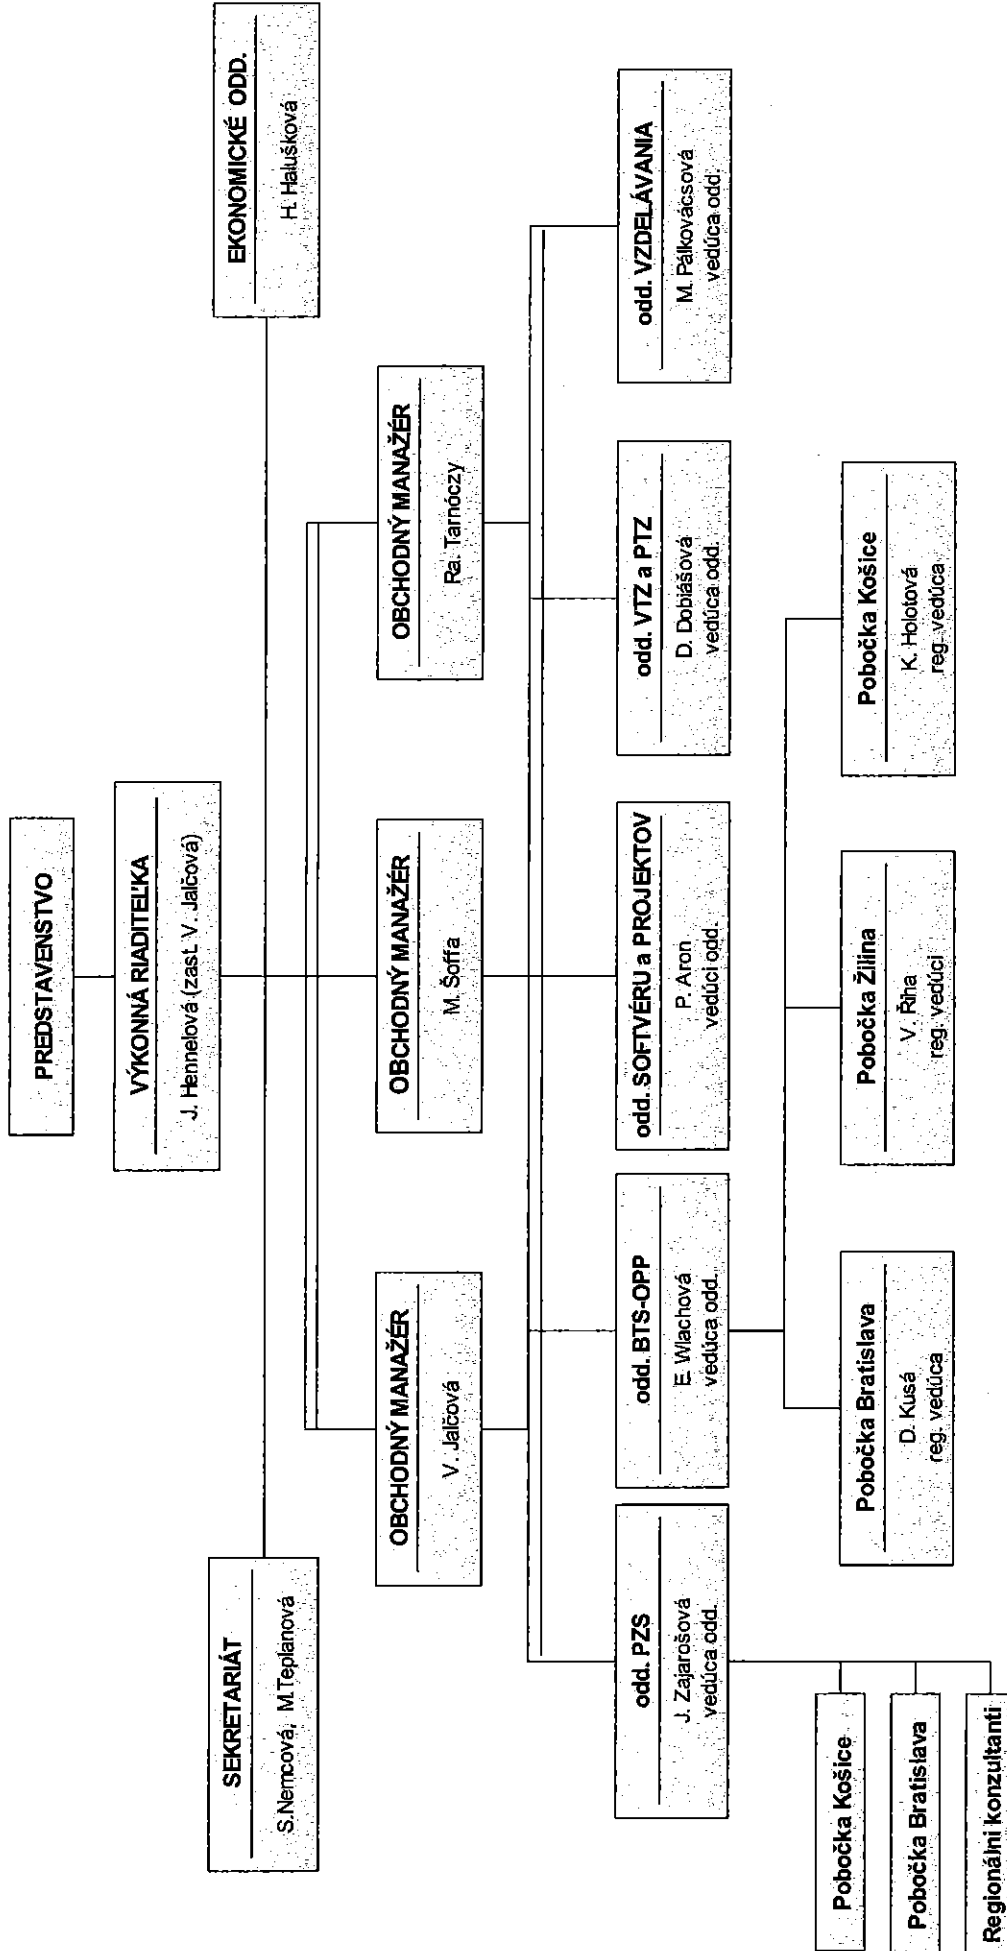 PREDSTAVENSTVO
VÝKONNÁ RIADITEĽKA
J. Hennelová (zast. V. Jalčová)
SEKRETARIÁT
S.Nemcová, M.Teplanová
EKONOMICKÉ ODD.
H. Halušková
OBCHODNÝ MANAŽÉR
V. Jalčová
OBCHODNÝ MANAŽÉR
M. Šoffa
OBCHODNÝ MANAŽÉR
Ra. Tarnóczy
odd. PZS
J. Zajarošová
vedúca odd.
odd. BTS-OPP
E. Wlachová
vedúca odd.
odd. SOFTVÉRU a PROJEKTOV
P. Aron
vedúci odd.
odd. VTZ a PTZ
D. Dobiášová
vedúca odd.
odd. VZDELÁVANIA
M. Pálkovácsová
vedúca odd.
Pobočka Košice
Pobočka Bratislava
Regionálni konzultanti
Pobočka Bratislava
D. Kusá
reg. vedúca
Pobočka Žilina
V. Říha
reg. vedúci
Pobočka Košice
K. Holotová
reg. vedúca